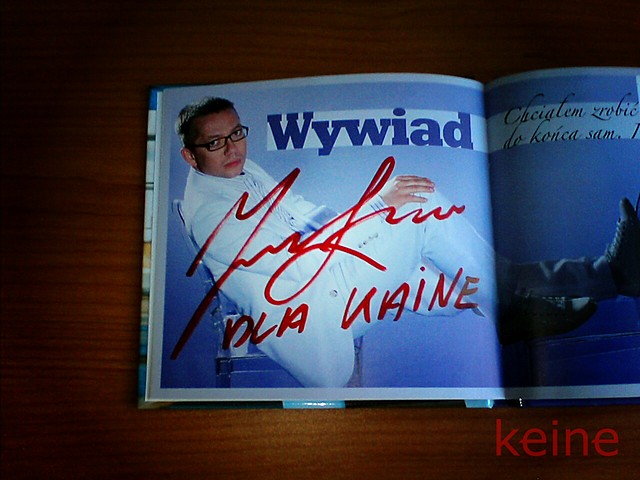 Wywiad
Chciałem zrobić
do końca sam.
DLA KAINE
keine